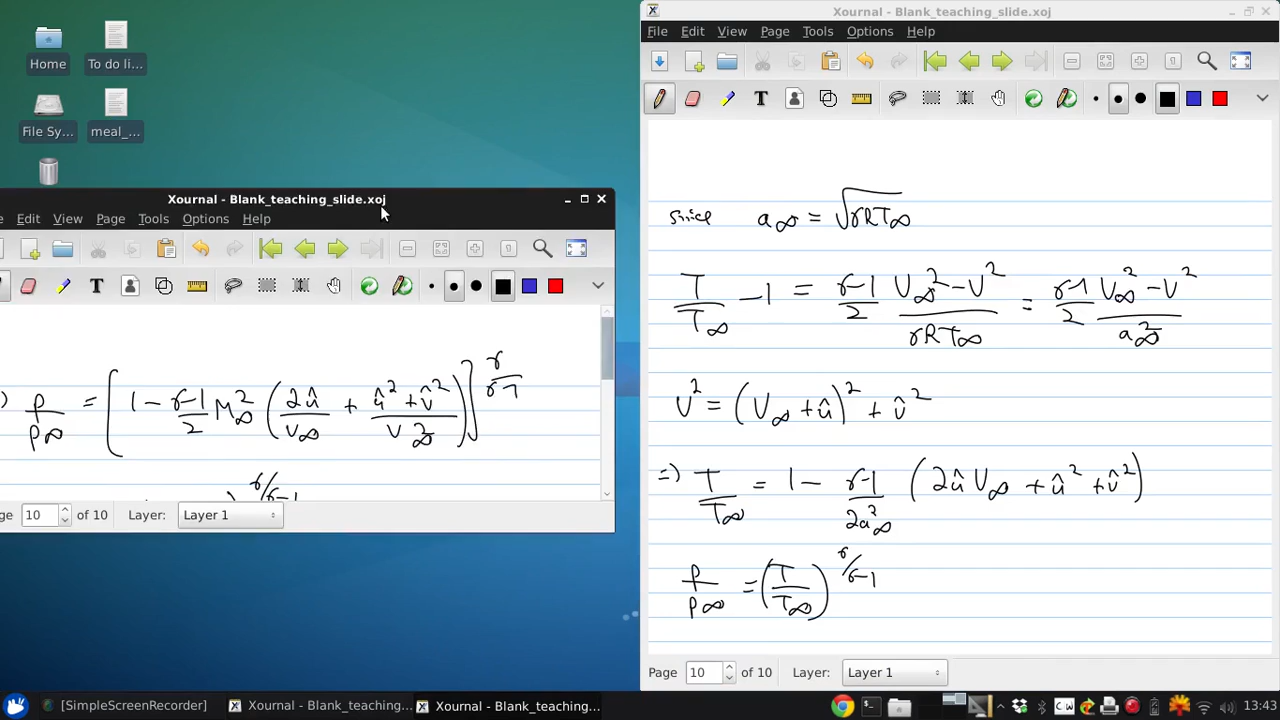 Home
To do li...
File Sy...
meal_...
Xournal - Blank_teaching_slide.xoj
Edit View Page Tools Options Help
p/p∞ = [1 - (r-1)/2 M∞² (2û/V∞ + (û² + v̂²)/V∞²)]^(r/(r-1))
r/r-1
age 10 of 10 Layer: Layer 1
Xournal - Blank_teaching_slide.xoj
File Edit View Page Tools Options Help
since a∞ = √(rRT∞)
T/T∞ - 1 = (r-1)/2 (V∞² - V²)/(rRT∞) = (r-1)/2 (V∞² - V²)/a∞²
V² = (V∞ + û)² + v̂²
=) T/T∞ = 1 - (r-1)/(2a∞²) (2ûV∞ + û² + v̂²)
p/p∞ = (T/T∞)^(r/r-1)
Page 10 of 10 Layer: Layer 1
[SimpleScreenRecorder]
Xournal - Blank_teaching...
Xournal - Blank_teaching...
13:43